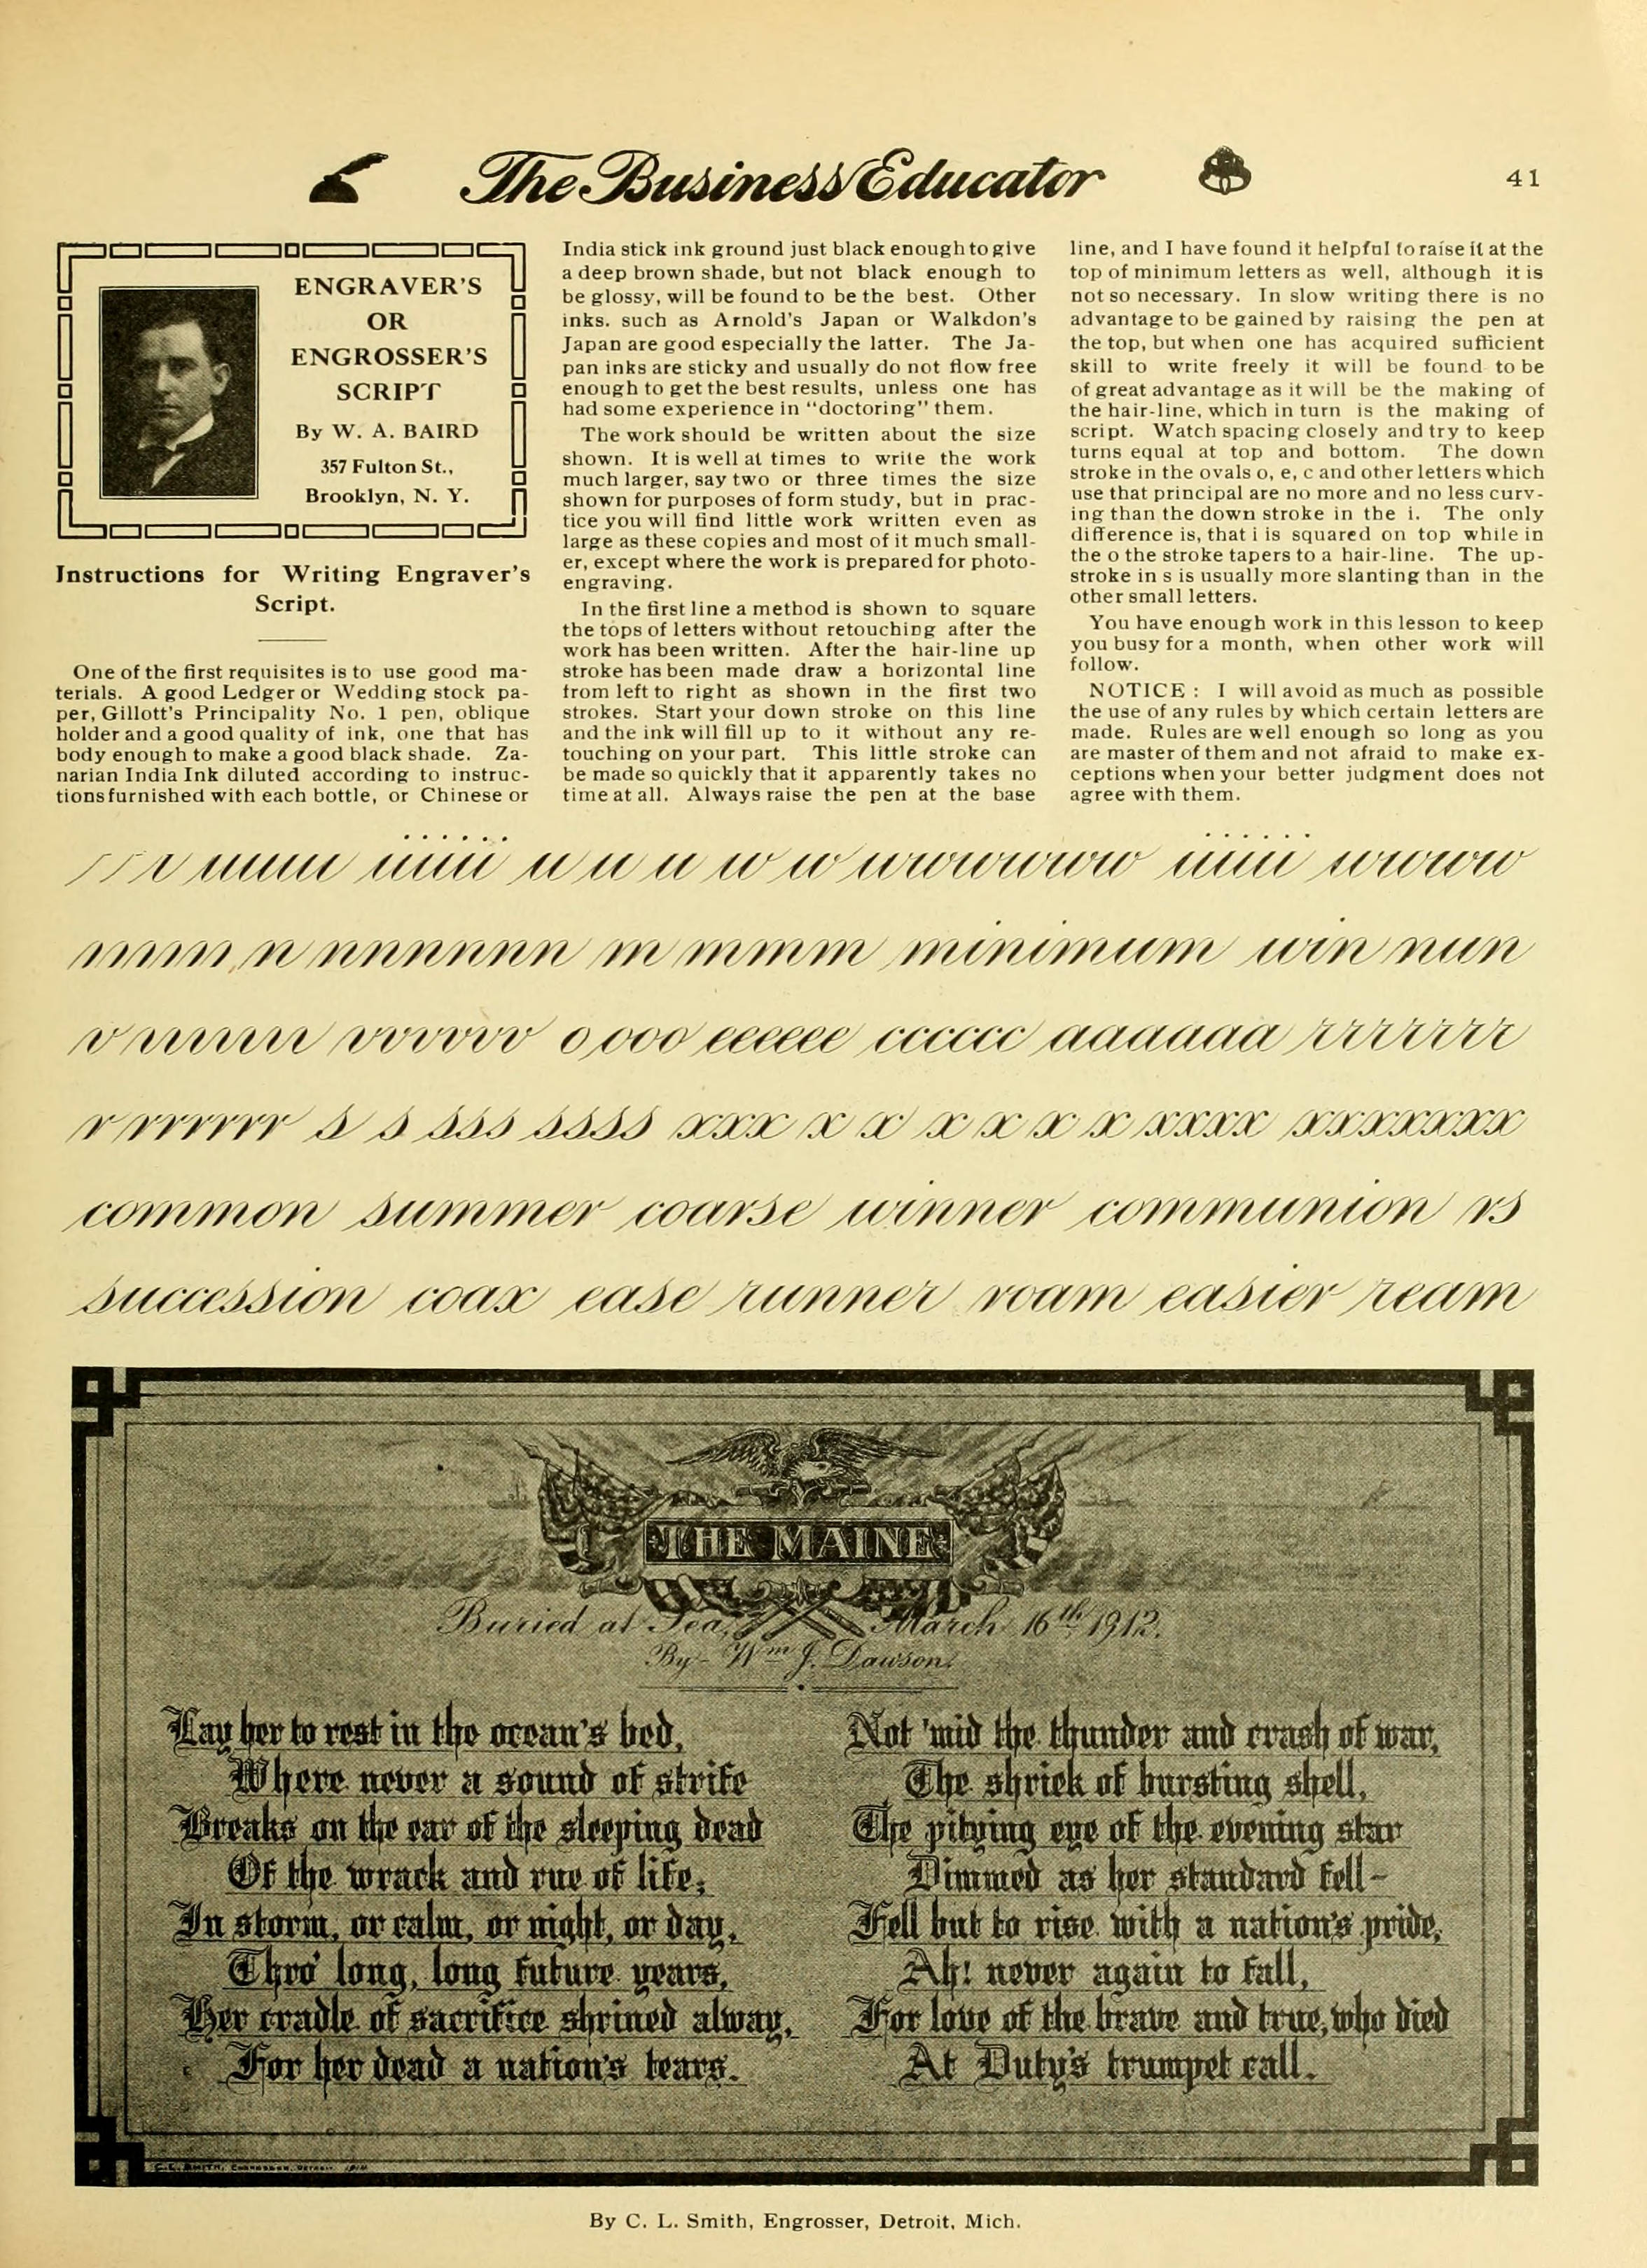 The Business Educator
41
ENGRAVER'S
OR
ENGROSSER'S
SCRIPT
By W. A. BAIRD
357 Fulton St.,
Brooklyn, N. Y.
Instructions for Writing Engraver's
Script.
One of the first requisites is to use good ma-
terials. A good Ledger or Wedding stock pa-
per, Gillott's Principality No. 1 pen, oblique
holder and a good quality of ink, one that has
body enough to make a good black shade. Za-
narian India Ink diluted according to instruc-
tions furnished with each bottle, or Chinese or
India stick ink ground just black enough to give
a deep brown shade, but not black enough to
be glossy, will be found to be the best. Other
inks. such as Arnold's Japan or Walkdon's
Japan are good especially the latter. The Ja-
pan inks are sticky and usually do not flow free
enough to get the best results, unless one has
had some experience in "doctoring" them.
The work should be written about the size
shown. It is well at times to write the work
much larger, say two or three times the size
shown for purposes of form study, but in prac-
tice you will find little work written even as
large as these copies and most of it much small-
er, except where the work is prepared for photo-
engraving.
In the first line a method is shown to square
the tops of letters without retouching after the
work has been written. After the hair-line up
stroke has been made draw a horizontal line
from left to right as shown in the first two
strokes. Start your down stroke on this line
and the ink will fill up to it without any re-
touching on your part. This little stroke can
be made so quickly that it apparently takes no
time at all. Always raise the pen at the base
line, and I have found it helpful to raise it at the
top of minimum letters as well, although it is
not so necessary. In slow writing there is no
advantage to be gained by raising the pen at
the top, but when one has acquired sufficient
skill to write freely it will be found to be
of great advantage as it will be the making of
the hair-line, which in turn is the making of
script. Watch spacing closely and try to keep
turns equal at top and bottom. The down
stroke in the ovals o, e, c and other letters which
use that principal are no more and no less curv-
ing than the down stroke in the i. The only
difference is, that i is squared on top while in
the o the stroke tapers to a hair-line. The up-
stroke in s is usually more slanting than in the
other small letters.
You have enough work in this lesson to keep
you busy for a month, when other work will
follow.
NOTICE : I will avoid as much as possible
the use of any rules by which certain letters are
made. Rules are well enough so long as you
are master of them and not afraid to make ex-
ceptions when your better judgment does not
agree with them.
iiiiii u u u w w wwwwww iiiiii wwww
n nnnnnn m mmm minimum win nun
v vvvvvv o ooo eeeeee cccccc aaaaaa rrrrrrr
r rrrrrrr s s sss ssss xxx x x x x x x xxxx xxxxxxx
common summer coarse winner communion rs
succession coax ease runner roam easier ream
THE MAINE
Buried at Sea, March 16th 1912.
By - Wm J. Dawson.
Lay her to rest in the ocean's bed,
Where never a sound of strife
Breaks on the ear of the sleeping dead
Of the wrack and rue of life;
In storm, or calm, or night, or day,
Thro' long, long future years,
Her cradle of sacrifice shrined alway,
For her dead a nation's tears.
Not 'mid the thunder and crash of war,
The shriek of bursting shell,
The pitying eye of the evening star
Dimmed as her standard fell-
Fell but to rise with a nation's pride,
Ah! never again to fall,
For love of the brave and true, who died
At Duty's trumpet call.
C. L. SMITH, ENGROSSER, DETROIT
By C. L. Smith, Engrosser, Detroit, Mich.